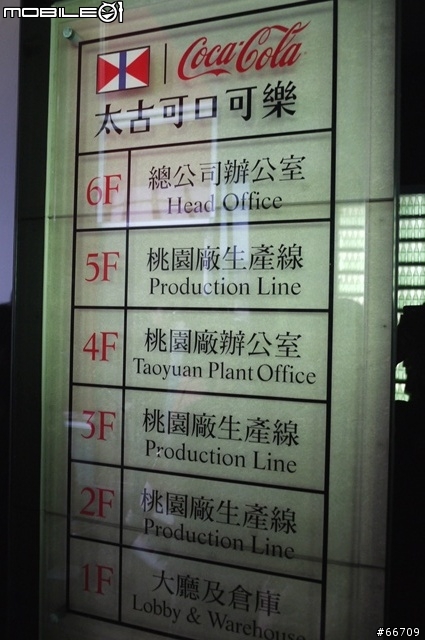 MOBILE01
Coca-Cola
太古可口可樂
6F 總公司辦公室
Head Office
5F 桃園廠生產線
Production Line
4F 桃園廠辦公室
Taoyuan Plant Office
3F 桃園廠生產線
Production Line
2F 桃園廠生產線
Production Line
1F 大廳及倉庫
Lobby & Warehouse
#66709